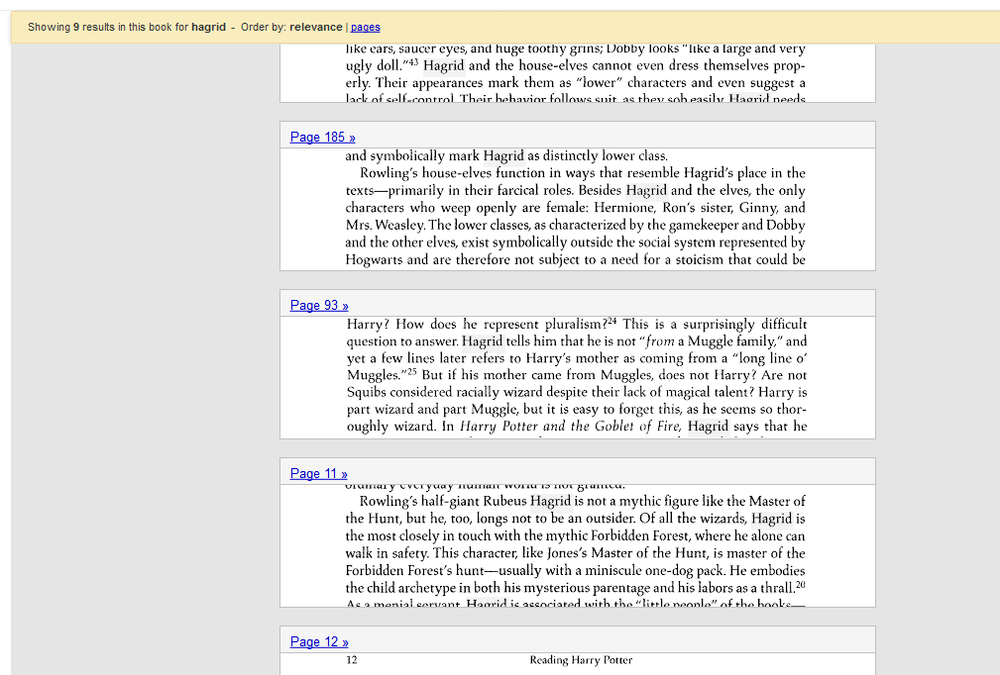 Showing 9 results in this book for hagrid - Order by: relevance | pages
like ears, saucer eyes, and huge toothy grins; Dobby looks “like a large and very
ugly doll.”43 Hagrid and the house-elves cannot even dress themselves prop-
erly. Their appearances mark them as “lower” characters and even suggest a
lack of self-control. Their behavior follows suit, as they sob easily. Hagrid needs
Page 185 »
and symbolically mark Hagrid as distinctly lower class.
Rowling’s house-elves function in ways that resemble Hagrid’s place in the
texts—primarily in their farcical roles. Besides Hagrid and the elves, the only
characters who weep openly are female: Hermione, Ron’s sister, Ginny, and
Mrs. Weasley. The lower classes, as characterized by the gamekeeper and Dobby
and the other elves, exist symbolically outside the social system represented by
Hogwarts and are therefore not subject to a need for a stoicism that could be
Page 93 »
Harry? How does he represent pluralism?24 This is a surprisingly difficult
question to answer. Hagrid tells him that he is not “from a Muggle family,” and
yet a few lines later refers to Harry’s mother as coming from a “long line o’
Muggles.”25 But if his mother came from Muggles, does not Harry? Are not
Squibs considered racially wizard despite their lack of magical talent? Harry is
part wizard and part Muggle, but it is easy to forget this, as he seems so thor-
oughly wizard. In Harry Potter and the Goblet of Fire, Hagrid says that he
Page 11 »
ordinary everyday human world is not granted.
Rowling’s half-giant Rubeus Hagrid is not a mythic figure like the Master of
the Hunt, but he, too, longs not to be an outsider. Of all the wizards, Hagrid is
the most closely in touch with the mythic Forbidden Forest, where he alone can
walk in safety. This character, like Jones’s Master of the Hunt, is master of the
Forbidden Forest’s hunt—usually with a miniscule one-dog pack. He embodies
the child archetype in both his mysterious parentage and his labors as a thrall.20
As a menial servant, Hagrid is associated with the “little people” of the books—
Page 12 »
12 Reading Harry Potter